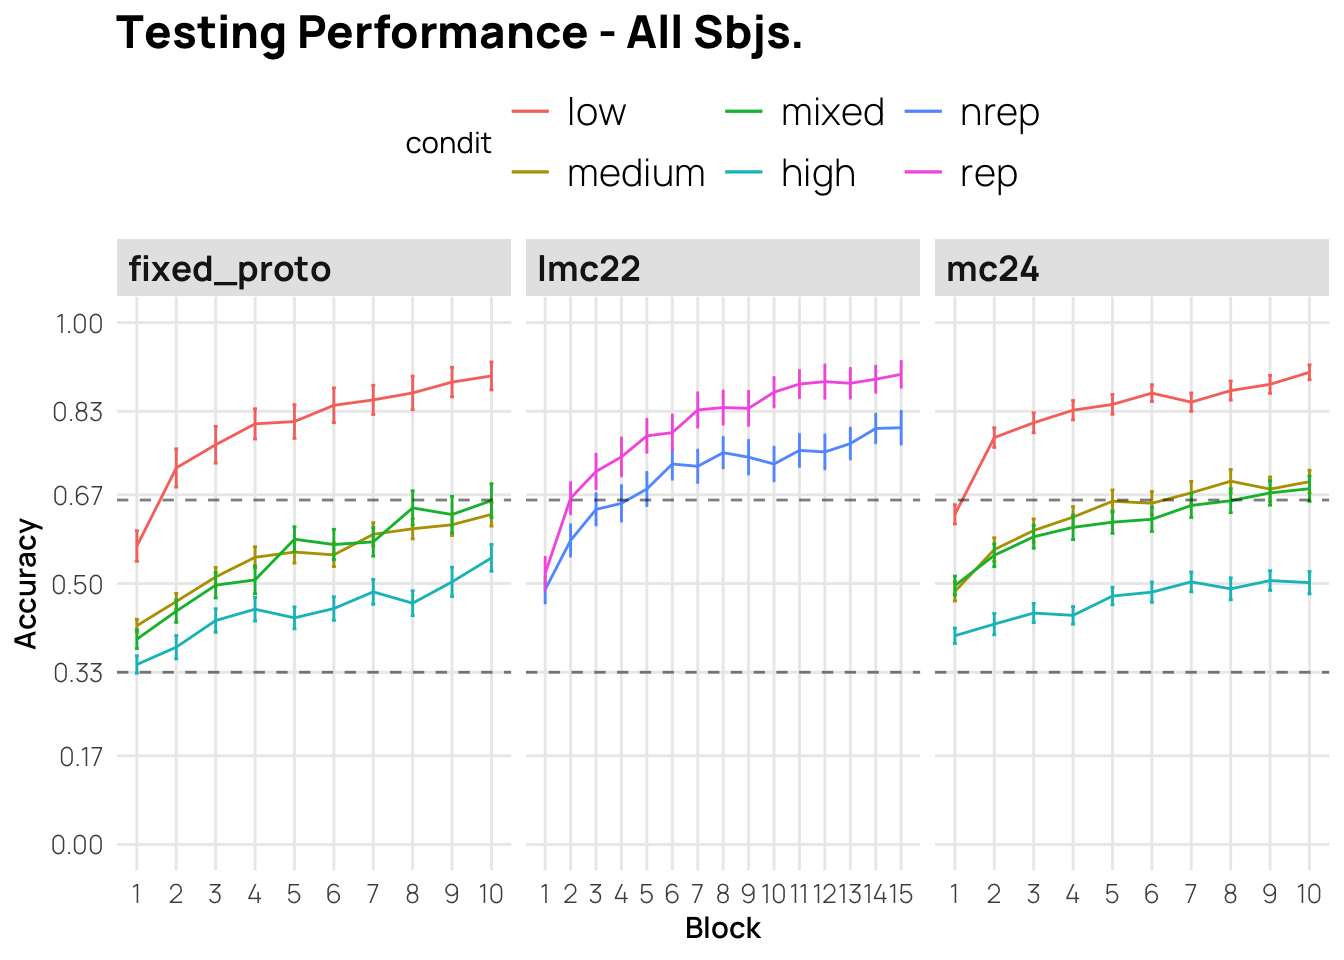 Testing Performance - All Sbjs.
condit
low mixed nrep
medium high rep
fixed_proto lmc22 mc24
1.00
0.83
0.67
0.50
0.33
0.17
0.00
Accuracy
1 2 3 4 5 6 7 8 9 10 1 2 3 4 5 6 7 8 9 10 11 12 13 14 15 1 2 3 4 5 6 7 8 9 10
Block